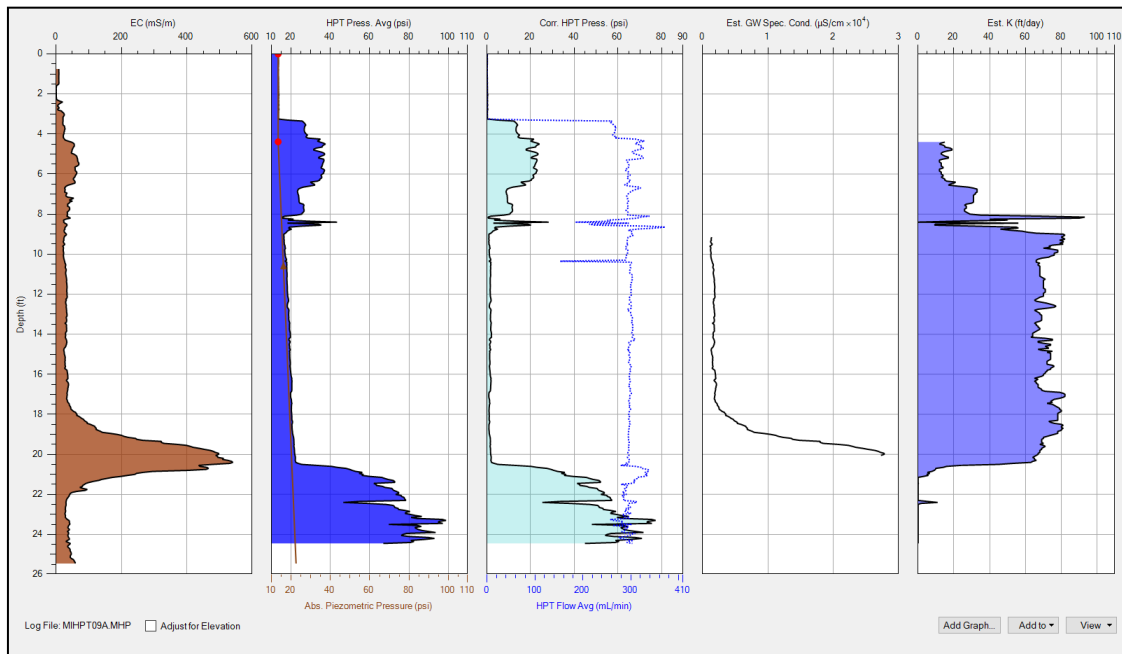 EC (mS/m)
0 200 400 600
HPT Press. Avg (psi)
10 20 40 60 80 100 110
Corr. HPT Press. (psi)
0 20 40 60 80 90
Est. GW Spec. Cond. (µS/cm × 10⁴)
0 1 2 3
Est. K (ft/day)
0 20 40 60 80 100 110
Depth (ft)
0
2
4
6
8
10
12
14
16
18
20
22
24
26
10 20 40 60 80 100 110
Abs. Piezometric Pressure (psi)
0 100 200 300 410
HPT Flow Avg (mL/min)
Log File: MIHPT09A.MHP
Adjust for Elevation
Add Graph...
Add to
View